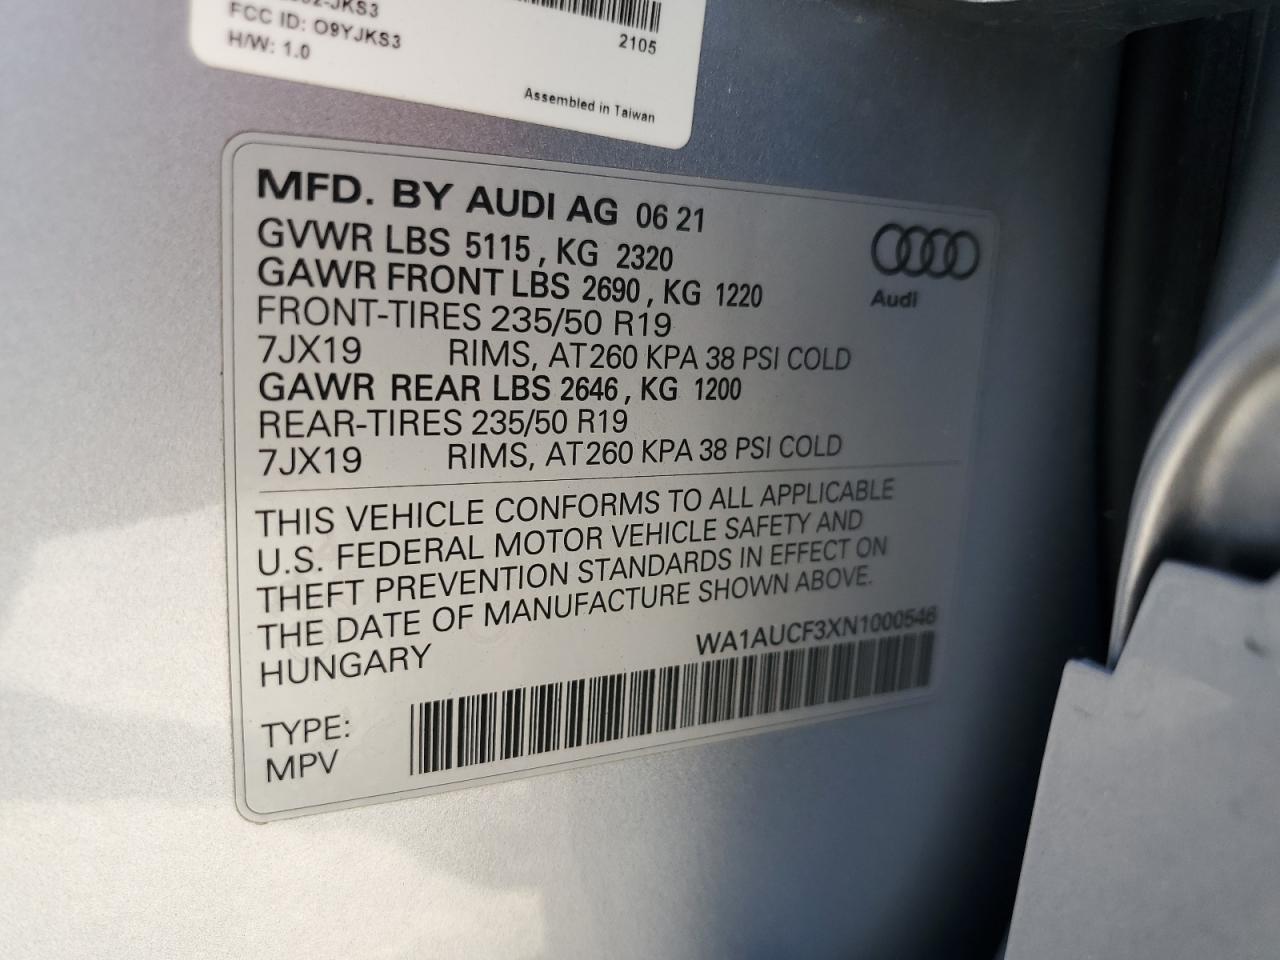 FCC ID: O9YJKS3
H/W: 1.0
2105
Assembled in Taiwan
MFD. BY AUDI AG 06 21
GVWR LBS 5115, KG 2320
GAWR FRONT LBS 2690, KG 1220
FRONT-TIRES 235/50 R19
7JX19 RIMS, AT 260 KPA 38 PSI COLD
GAWR REAR LBS 2646, KG 1200
REAR-TIRES 235/50 R19
7JX19 RIMS, AT 260 KPA 38 PSI COLD
Audi
THIS VEHICLE CONFORMS TO ALL APPLICABLE
U.S. FEDERAL MOTOR VEHICLE SAFETY AND
THEFT PREVENTION STANDARDS IN EFFECT ON
THE DATE OF MANUFACTURE SHOWN ABOVE.
HUNGARY
WA1AUCF3XN1000546
TYPE:
MPV